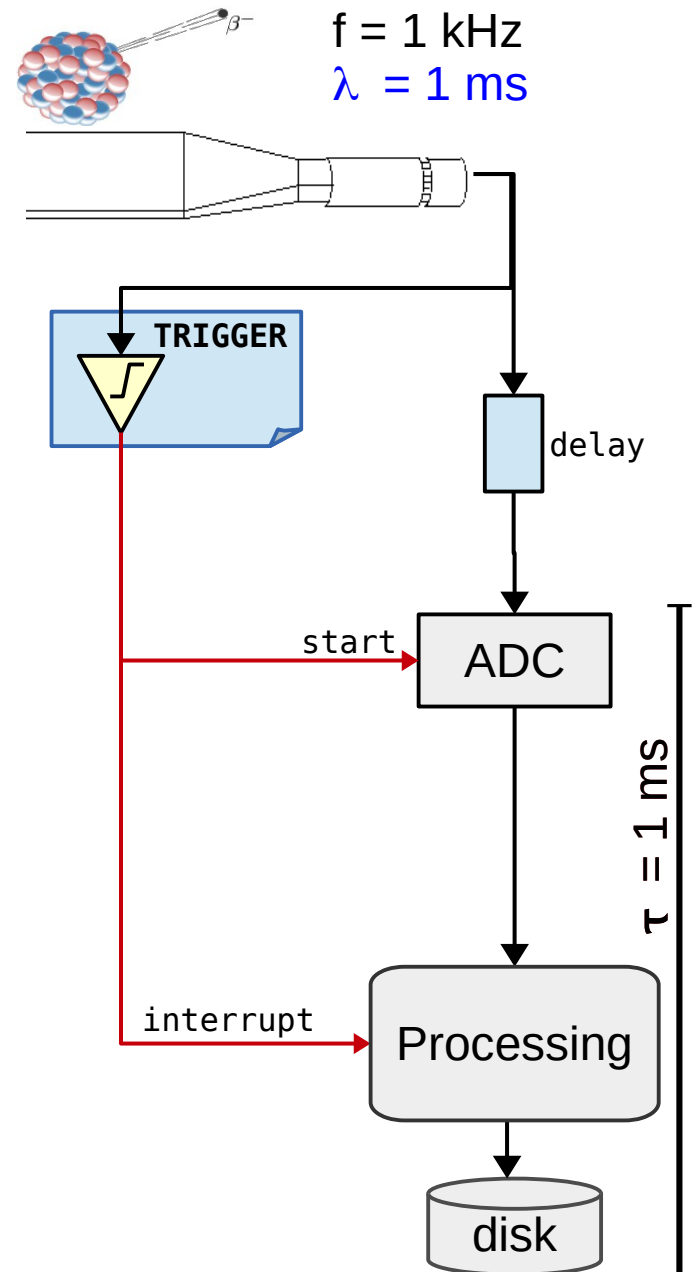 β⁻
f = 1 kHz
λ = 1 ms
TRIGGER
delay
start
ADC
τ = 1 ms
interrupt
Processing
disk